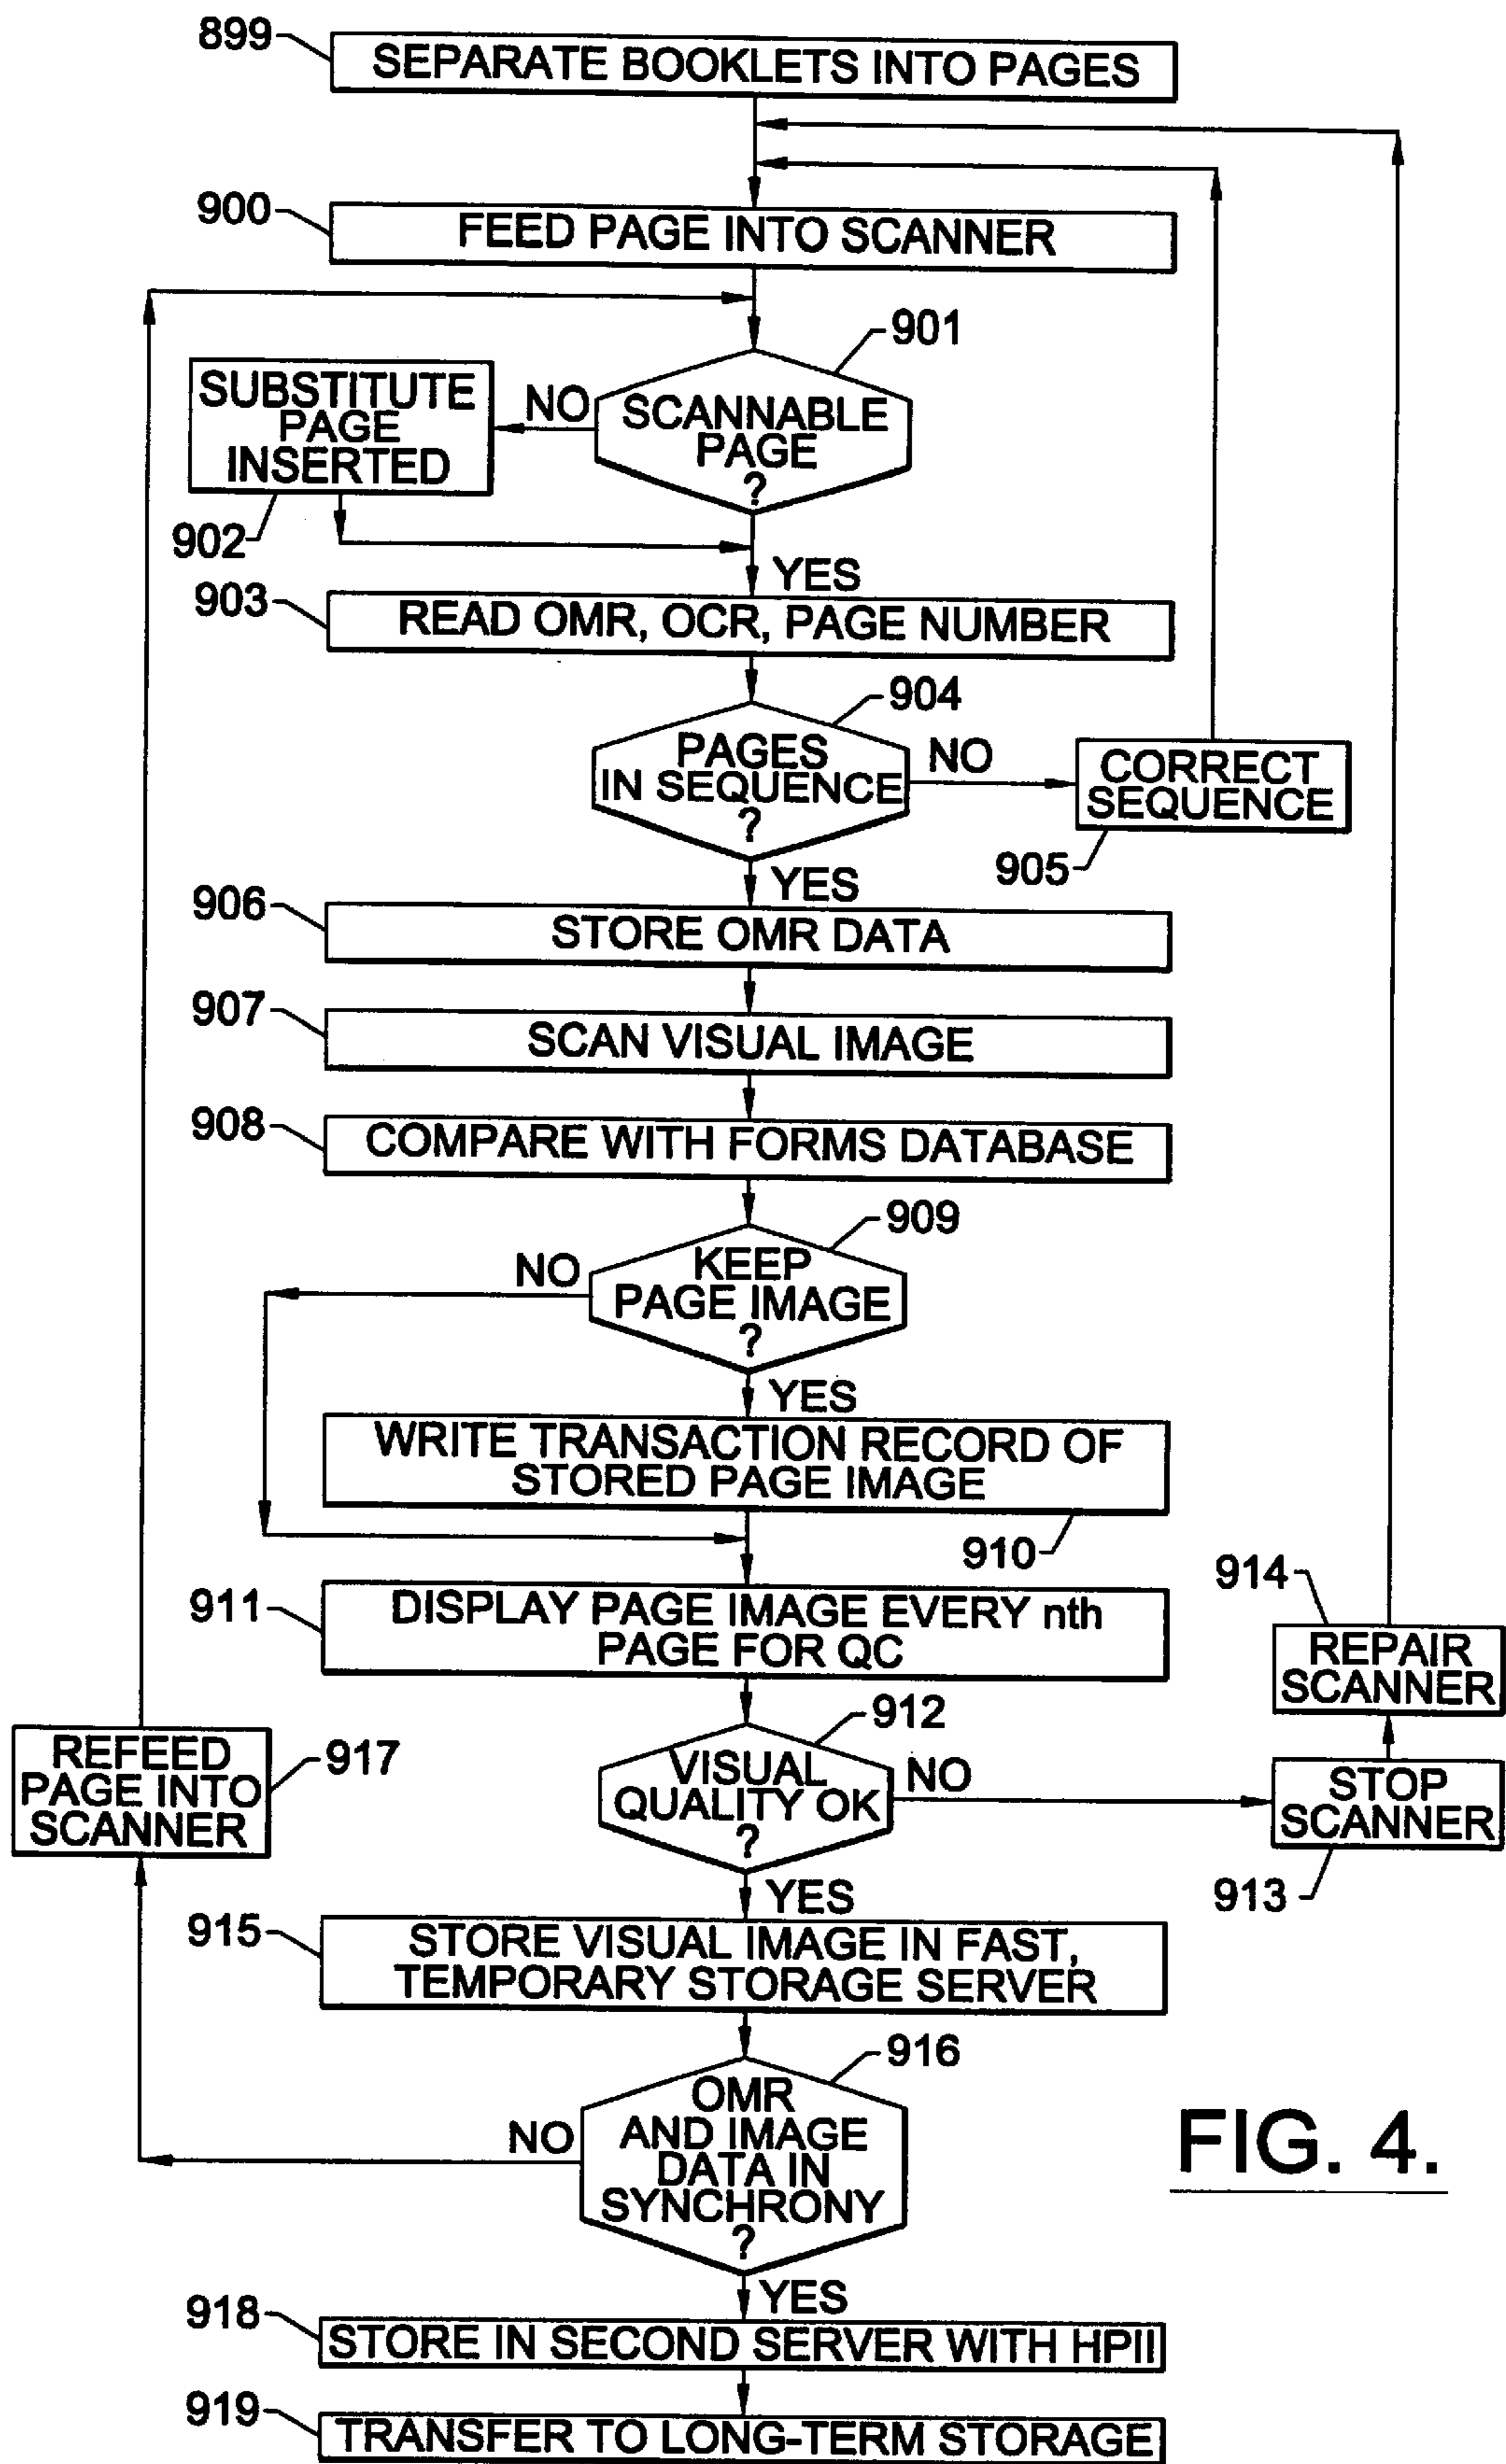 899
SEPARATE BOOKLETS INTO PAGES
900
FEED PAGE INTO SCANNER
901
SCANNABLE
PAGE
?
NO
SUBSTITUTE
PAGE
INSERTED
902
YES
903
READ OMR, OCR, PAGE NUMBER
904
PAGES
IN SEQUENCE
?
NO
CORRECT
SEQUENCE
905
YES
906
STORE OMR DATA
907
SCAN VISUAL IMAGE
908
COMPARE WITH FORMS DATABASE
909
KEEP
PAGE IMAGE
?
NO
YES
WRITE TRANSACTION RECORD OF
STORED PAGE IMAGE
910
911
DISPLAY PAGE IMAGE EVERY nth
PAGE FOR QC
912
VISUAL
QUALITY OK
?
NO
914
REPAIR
SCANNER
STOP
SCANNER
913
REFEED
PAGE INTO
SCANNER
917
YES
915
STORE VISUAL IMAGE IN FAST,
TEMPORARY STORAGE SERVER
916
OMR
AND IMAGE
DATA IN
SYNCHRONY
?
NO
YES
918
STORE IN SECOND SERVER WITH HPII
919
TRANSFER TO LONG-TERM STORAGE
FIG. 4.